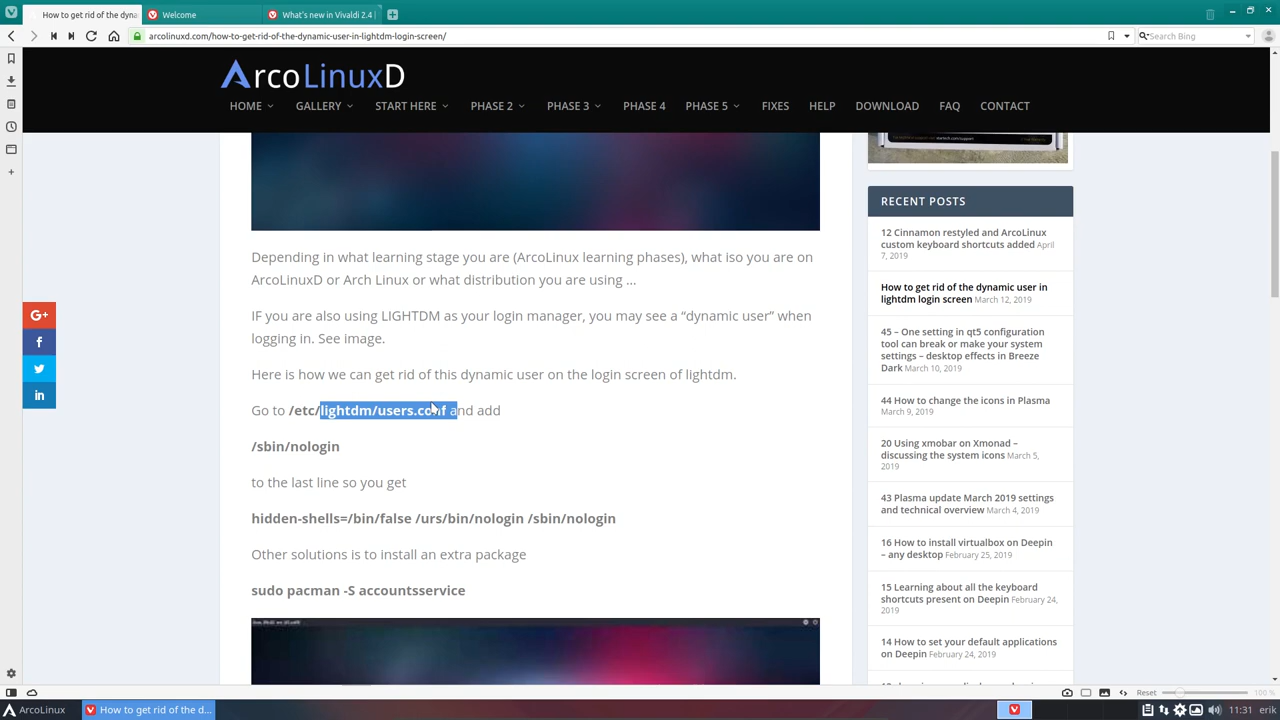 How to get rid of the dyna
Welcome
What's new in Vivaldi 2.4 |
arcolinuxd.com/how-to-get-rid-of-the-dynamic-user-in-lightdm-login-screen/
Search Bing
ArcoLinuxD
HOME GALLERY START HERE PHASE 2 PHASE 3 PHASE 4 PHASE 5 FIXES HELP DOWNLOAD FAQ CONTACT
Depending in what learning stage you are (ArcoLinux learning phases), what iso you are on
ArcoLinuxD or Arch Linux or what distribution you are using ...
IF you are also using LIGHTDM as your login manager, you may see a “dynamic user” when
logging in. See image.
Here is how we can get rid of this dynamic user on the login screen of lightdm.
Go to /etc/lightdm/users.conf and add
/sbin/nologin
to the last line so you get
hidden-shells=/bin/false /urs/bin/nologin /sbin/nologin
Other solutions is to install an extra package
sudo pacman -S accountsservice
RECENT POSTS
12 Cinnamon restyled and ArcoLinux
custom keyboard shortcuts added April
7, 2019
How to get rid of the dynamic user in
lightdm login screen March 12, 2019
45 – One setting in qt5 configuration
tool can break or make your system
settings – desktop effects in Breeze
Dark March 10, 2019
44 How to change the icons in Plasma
March 9, 2019
20 Using xmobar on Xmonad –
discussing the system icons March 5,
2019
43 Plasma update March 2019 settings
and technical overview March 4, 2019
16 How to install virtualbox on Deepin
– any desktop February 25, 2019
15 Learning about all the keyboard
shortcuts present on Deepin February 24,
2019
14 How to set your default applications
on Deepin February 24, 2019
G+
Reset
100 %
ArcoLinux
How to get rid of the d...
11:31 erik